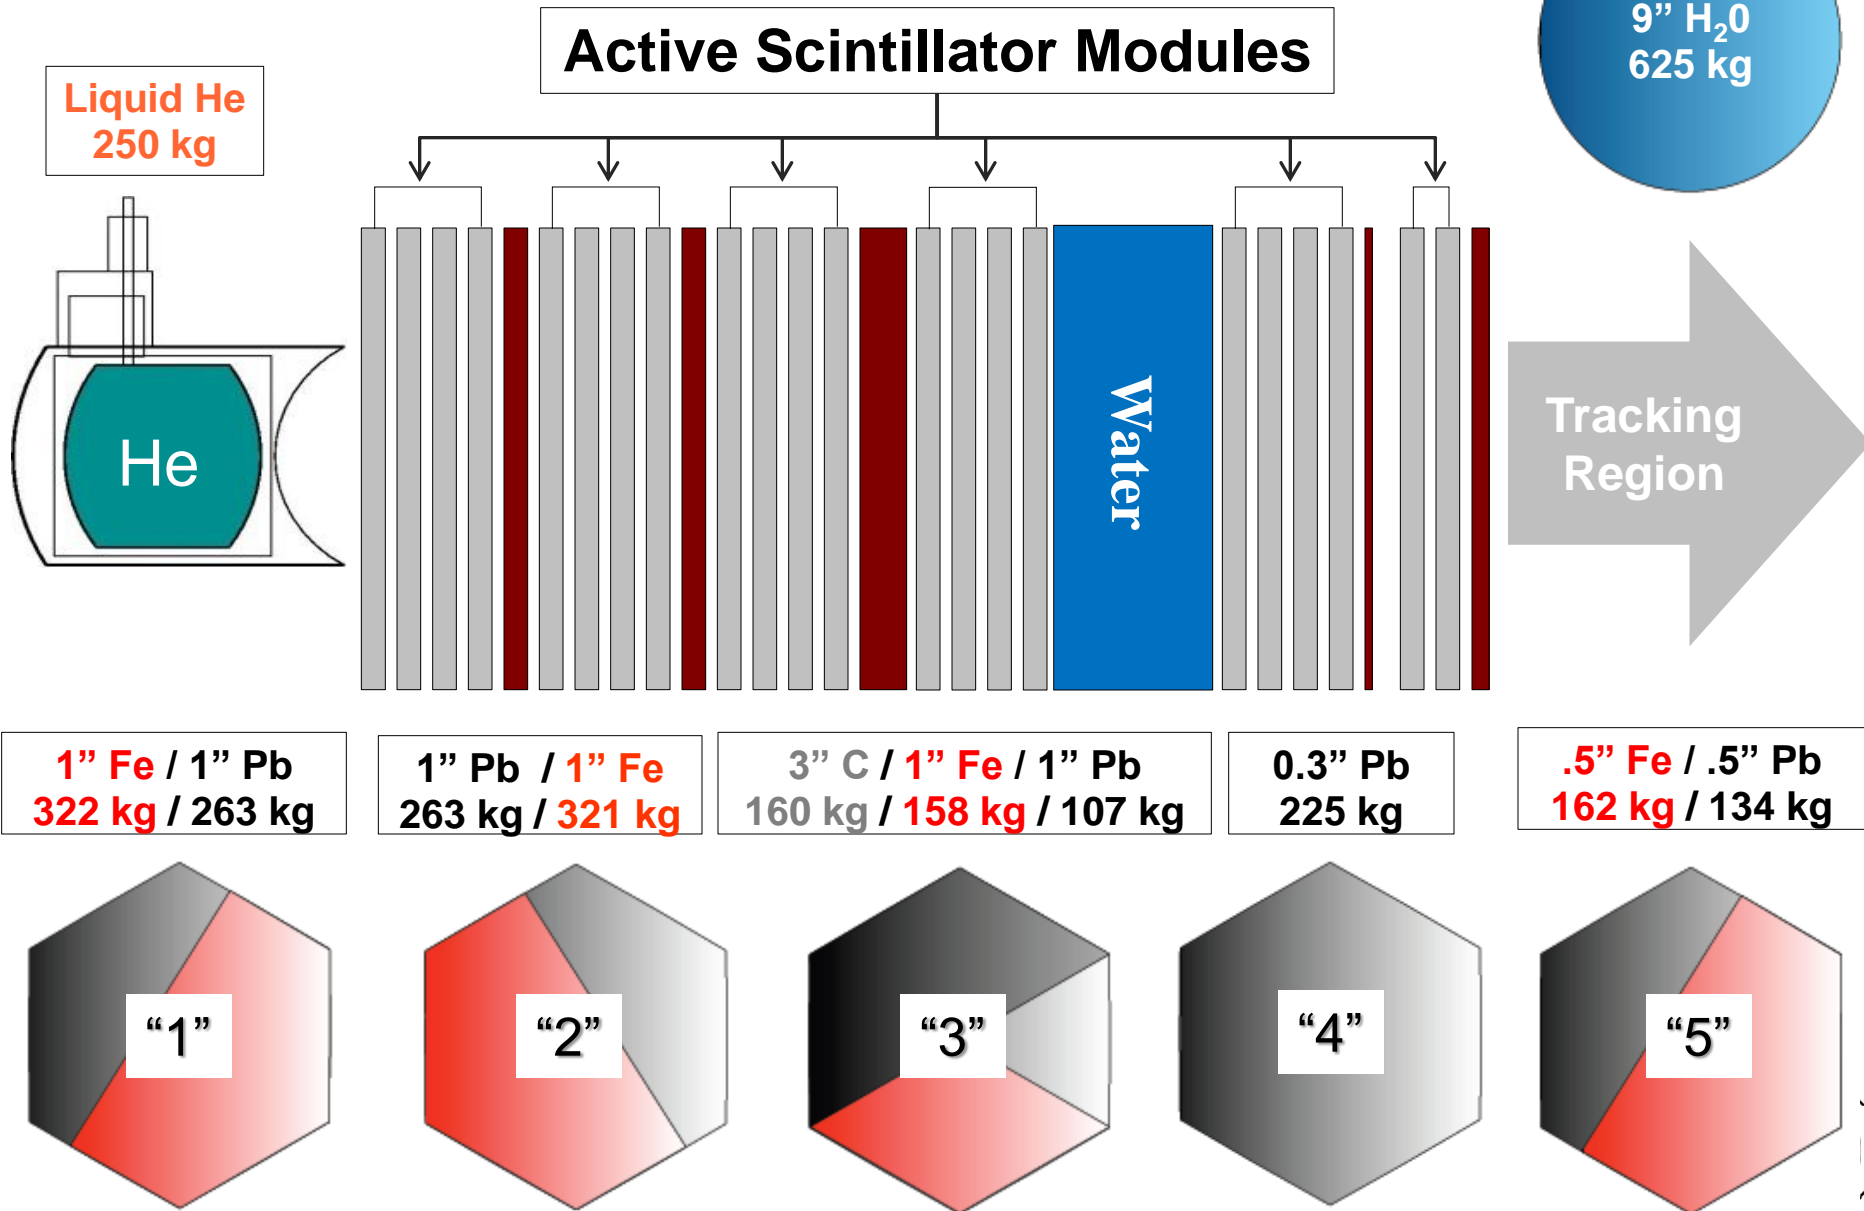 Active Scintillator Modules
9” H20
625 kg
Liquid He
250 kg
He
Water
Tracking
Region
1” Fe / 1” Pb
322 kg / 263 kg
1” Pb / 1” Fe
263 kg / 321 kg
3” C / 1” Fe / 1” Pb
160 kg / 158 kg / 107 kg
0.3” Pb
225 kg
.5” Fe / .5” Pb
162 kg / 134 kg
“1”
“2”
“3”
“4”
“5”